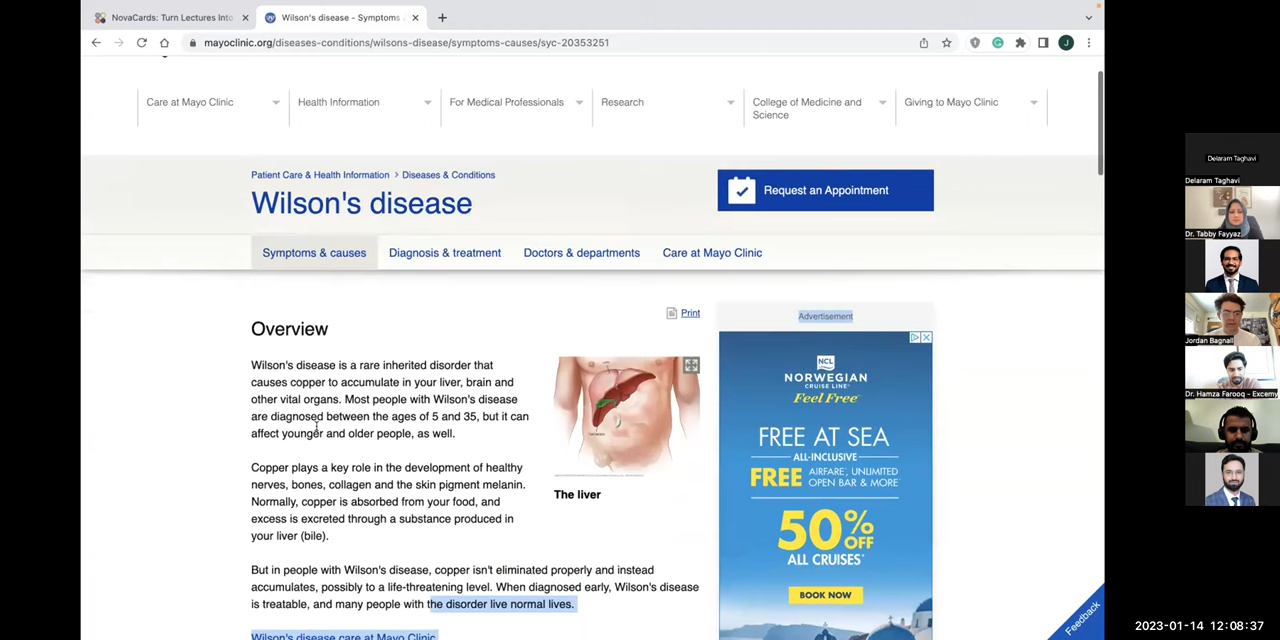 NovaCards: Turn Lectures Into
Wilson's disease - Symptoms
mayoclinic.org/diseases-conditions/wilsons-disease/symptoms-causes/syc-20353251
J
Care at Mayo Clinic
Health Information
For Medical Professionals
Research
College of Medicine and
Science
Giving to Mayo Clinic
Patient Care & Health Information > Diseases & Conditions
Wilson's disease
Request an Appointment
Symptoms & causes
Diagnosis & treatment
Doctors & departments
Care at Mayo Clinic
Print
Overview
Wilson's disease is a rare inherited disorder that
causes copper to accumulate in your liver, brain and
other vital organs. Most people with Wilson's disease
are diagnosed between the ages of 5 and 35, but it can
affect younger and older people, as well.
Copper plays a key role in the development of healthy
nerves, bones, collagen and the skin pigment melanin.
Normally, copper is absorbed from your food, and
excess is excreted through a substance produced in
your liver (bile).
The liver
But in people with Wilson's disease, copper isn't eliminated properly and instead
accumulates, possibly to a life-threatening level. When diagnosed early, Wilson's disease
is treatable, and many people with the disorder live normal lives.
Wilson's disease care at Mayo Clinic
Advertisement
NCL
NORWEGIAN
CRUISE LINE
Feel Free
FREE AT SEA
ALL-INCLUSIVE
FREE AIRFARE, UNLIMITED
OPEN BAR & MORE
50% OFF
ALL CRUISES
BOOK NOW
Feedback
Delaram Taghavi
Delaram Taghavi
Dr. Tabby Fayyaz
Jordan Bagnall
Dr. Hamza Farooq - Excemy
2023-01-14 12:08:37